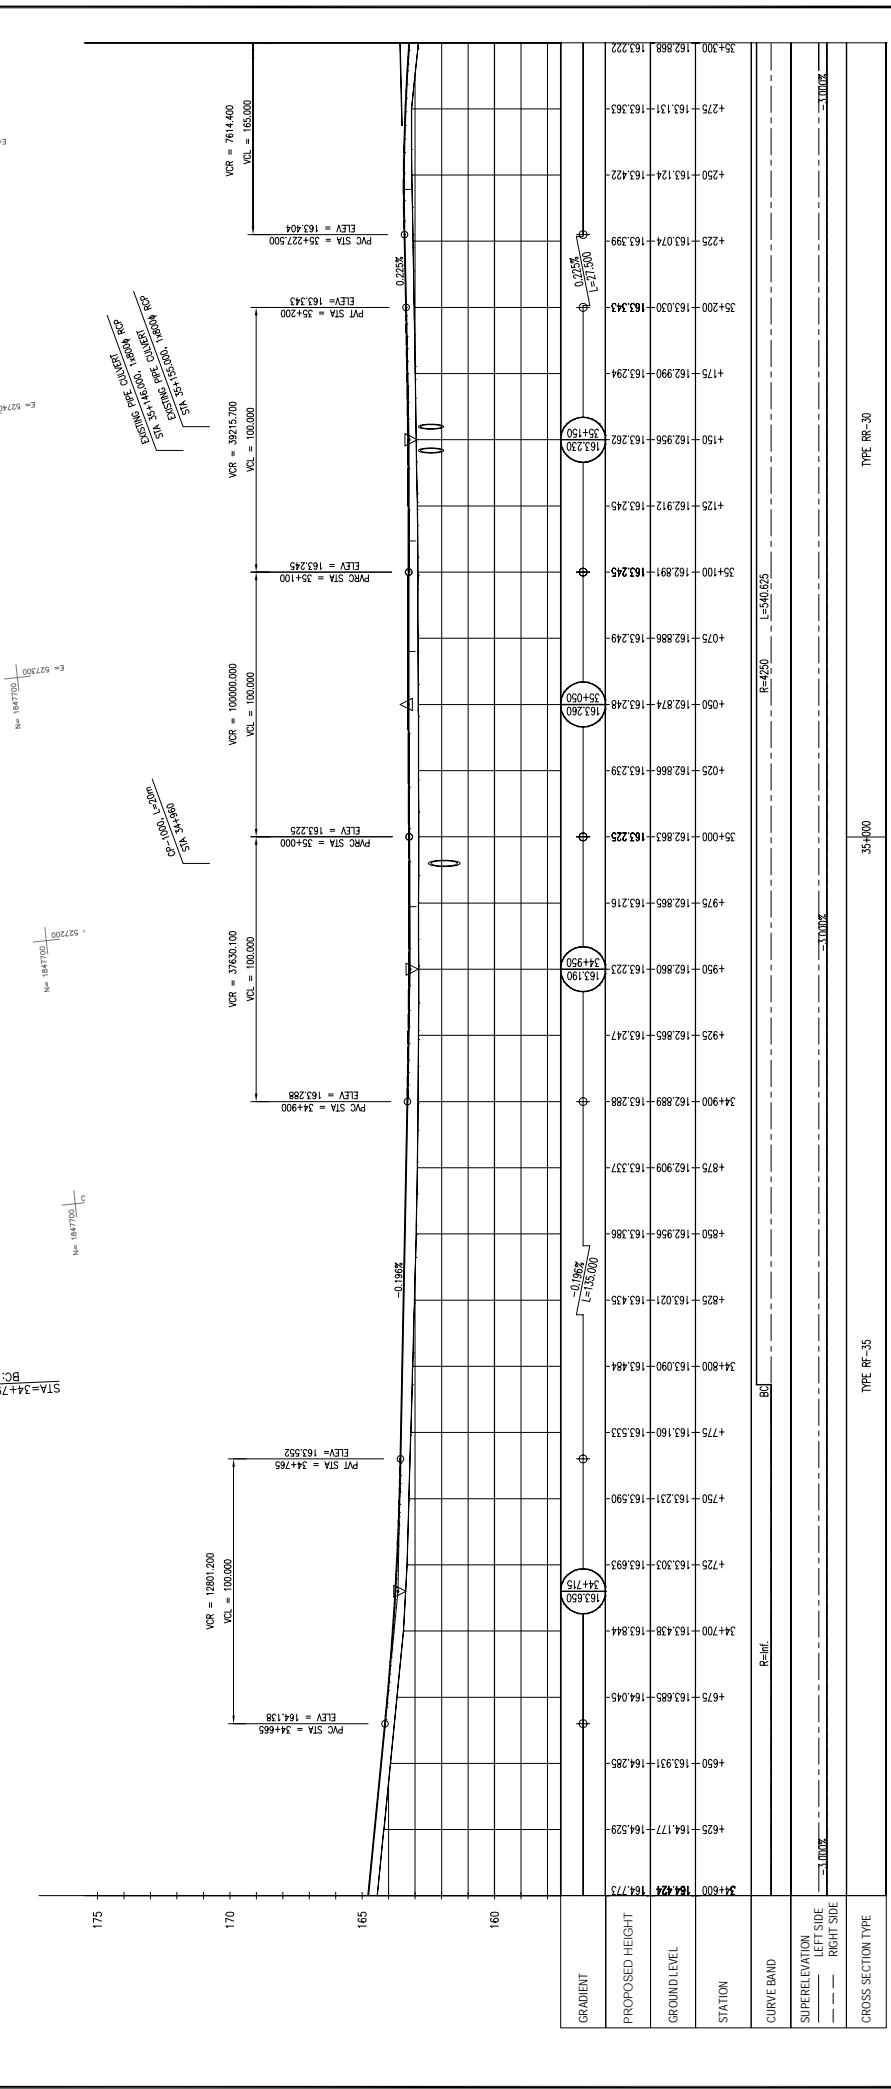 VCR = 12801.200
VCL = 100.000
VCR = 37630.100
VCL = 100.000
VCR = 100000.000
VCL = 100.000
VCR = 39215.700
VCL = 100.000
VCR = 7614.400
VCL = 165.000
PVC STA = 34+665
ELEV = 164.138
PVT STA = 34+765
ELEV= 163.552
PVC STA = 34+900
ELEV = 163.288
PVRC STA = 35+000
ELEV = 163.225
PVRC STA = 35+100
ELEV = 163.245
PVT STA = 35+200
ELEV= 163.343
PVC STA = 35+227.500
ELEV = 163.404
CP-1000, L=20m
STA 34+960
EXISTING PIPE CULVERT
STA 35+146.000, 1x800ϕ RCP
EXISTING PIPE CULVERT
STA 35+155.000, 1x800ϕ RCP
N= 1847700
N= 1847700
527200
N= 1847700
E= 527300
BC:
-0.196%
0.225%
175
170
165
160
GRADIENT
34+715
163.650
-0.196%
L=135.000
34+950
163.190
35+050
163.260
35+150
163.230
0.225%
L=27.500
PROPOSED HEIGHT
164.773 164.529 164.285 164.045 163.844 163.693 163.590 163.533 163.484 163.435 163.386 163.337 163.288 163.247 163.223 163.216 163.225 163.239 163.248 163.249 163.245 163.245 163.262 163.294 163.343 163.399 163.422 163.363 163.222
GROUND LEVEL
164.424 164.177 163.931 163.685 163.438 163.303 163.231 163.160 163.090 163.021 162.956 162.909 162.889 162.865 162.860 162.865 162.863 162.866 162.874 162.886 162.891 162.912 162.956 162.990 163.030 163.074 163.124 163.131 162.868
STATION
34+600 +625 +650 +675 34+700 +725 +750 +775 34+800 +825 +850 +875 34+900 +925 +950 +975 35+000 +025 +050 +075 35+100 +125 +150 +175 35+200 +225 +250 +275 35+300
CURVE BAND
R=Inf.
BC
R=4250 L=540.625
SUPERELEVATION
LEFT SIDE
RIGHT SIDE
-3.000%
-3.000%
-3.000%
CROSS SECTION TYPE
TYPE RF-35
35+000
TYPE RR-30